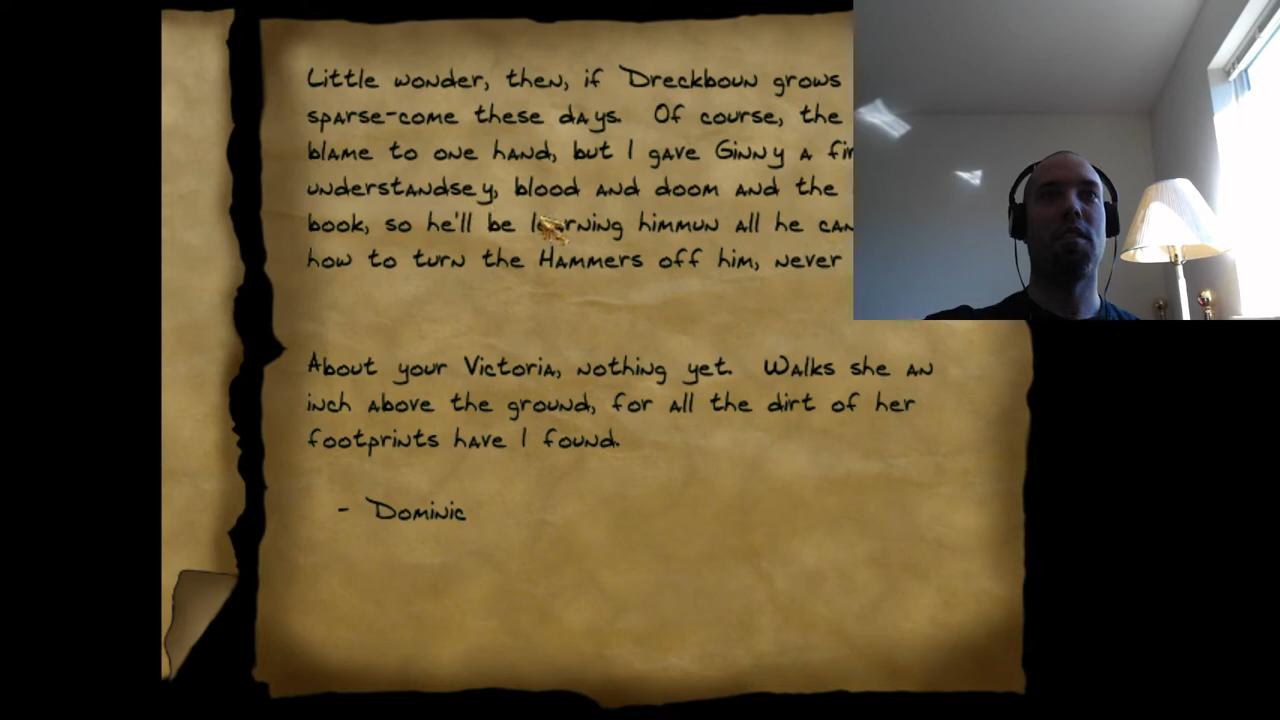 Little wonder, then, if Dreckboun grows
sparse-come these days. Of course, the
blame to one hand, but I gave Ginny a
understandsey, blood and doom and the
book, so he'll be learning himmun all he can
how to turn the Hammers off him, never
About your Victoria, nothing yet. Walks she an
inch above the ground, for all the dirt of her
footprints have I found.
- Dominic